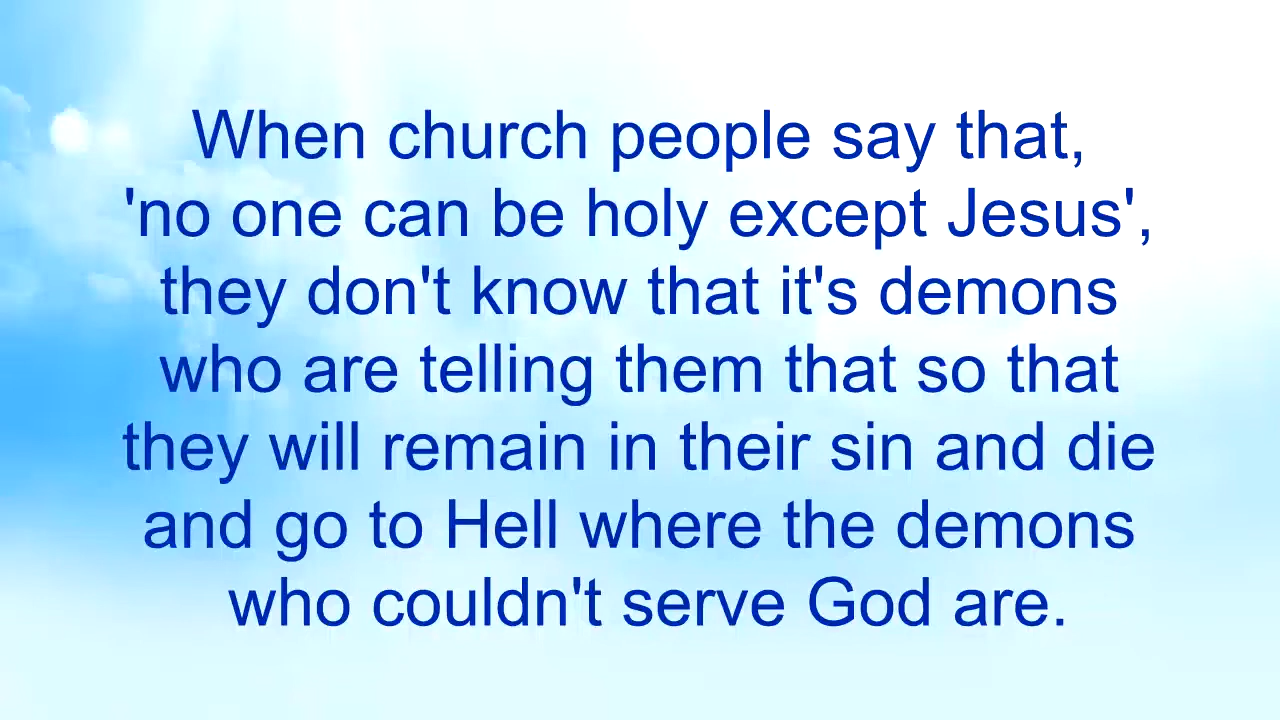 When church people say that,
'no one can be holy except Jesus',
they don't know that it's demons
who are telling them that so that
they will remain in their sin and die
and go to Hell where the demons
who couldn't serve God are.